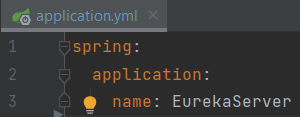 application.yml
1 spring:
2   application:
3     name: EurekaServer